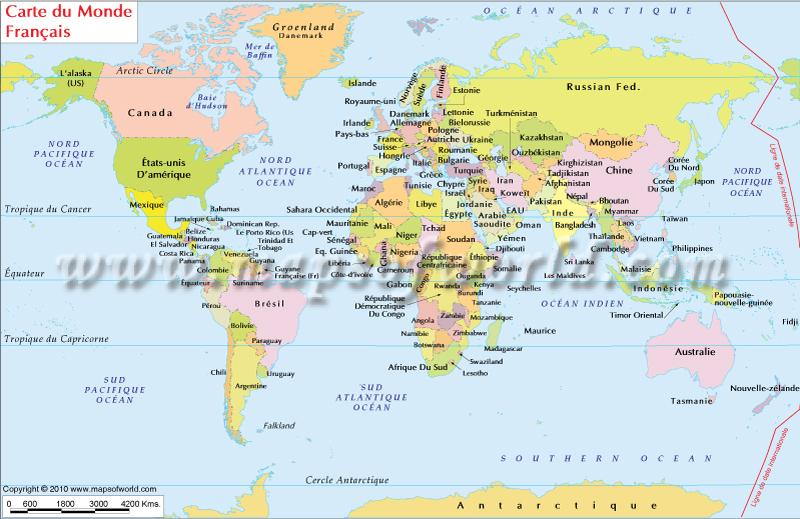 Carte du Monde
Français
OCÉAN ARCTIQUE
Groenland
Danemark
Mer de
Baffin
L'alaska
(US)
Arctic Circle
Baie
d'Hudson
Canada
Islande
Norvège
Suède
Finlande
Russian Fed.
Royaume-uni
Estonie
Lettonie
Danemark
Irlande
Allemagne
Bielorussie
Turkménistan
Pays-bas
Pologne
France
Autriche
Ukraine
Kazakhstan
Suisse
Roumanie
Mongolie
Hongrie
Italie
Bulgarie
Géorgie
Ouzbékistan
NORD
PACIFIQUE
OCÉAN
États-unis
D'amérique
NORD
ATLANTIQUE
OCÉAN
Portugal
Espagne
Grèce
Turquie
Kirghizistan
Tadjikistan
Chine
Corée
Du Nord
Corée
Du Sud
Japon
NORD
PACIFIQUE
OCÉAN
Ligne de date internationale
Maroc
Tunisie
Chypre
Syrie
Iran
Afghanistan
Israël
Iraq
Koweït
Mexique
Bahamas
Algérie
Libye
Jordanie
Pakistan
Népal
Bhoutan
Tropique du Cancer
Sahara Occidental
Égypte
Arabie
Saoudite
EAU
Oman
Inde
Myanmar
Bangladesh
Taïwan
Jamaïque
Cuba
Dominican Rep.
Mauritanie
Mali
Niger
Tchad
Laos
Belize
Le Porto Rico (Us
Cap-vert
Thaïlande
Vietnam
Guatemala
Honduras
Trinidad Et
Tobago
Sénégal
Soudan
Yémen
Cambodge
Philippines
El Salvador
Nicaragua
Eq. Guinée
Nigeria
Djibouti
Costa Rica
Venezuela
Ghana
République
Centrafricaine
Éthiopie
Sri Lanka
Panama
Guyana
Libéria
Somalie
www.mapsofworld.com
Colombie
Guyane
Française (Fr)
Côte-d'ivoire
Cameroun
Ouganda
Les Maldives
Malaisie
Équateur
Équateur
Suriname
Gabon
Congo
Rwanda
Kenya
Seychelles
Indonésie
Burundi
Pérou
Brésil
République
Démocratique
Du Congo
Tanzanie
OCÉAN INDIEN
Papouasie-
nouvelle-guinée
Timor Oriental
Fidji
Bolivie
Angola
Zambie
Mozambique
Maurice
Tropique du Capricorne
Paraguay
Namibie
Zimbabwe
Botswana
Madagascar
Australie
Chili
Uruguay
Afrique Du Sud
Swaziland
Lesotho
SUD
PACIFIQUE
OCÉAN
Argentine
SUD
ATLANTIQUE
OCÉAN
Nouvelle-zélande
Tasmanie
Falkland
Ligne de date internationale
SOUTHERN OCEAN
Cercle Antarctique
Copyright © 2010 www.mapsofworld.com
0 600 1800 3000 4200 Kms.
Antarctique